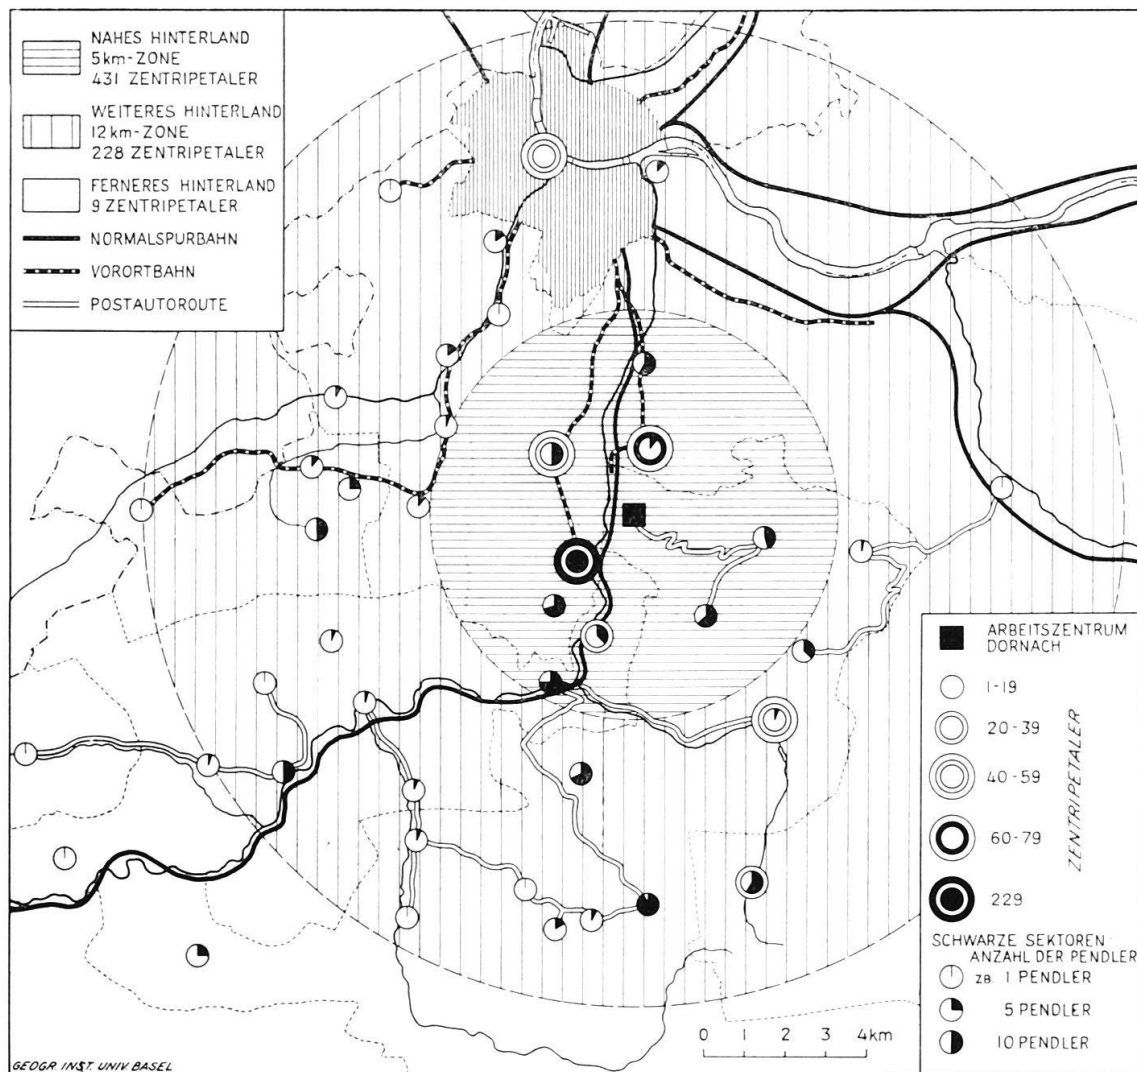 NAHES HINTERLAND
5km-ZONE
431 ZENTRIPETALER
WEITERES HINTERLAND
12km-ZONE
228 ZENTRIPETALER
FERNERES HINTERLAND
9 ZENTRIPETALER
NORMALSPURBAHN
VORORTBAHN
POSTAUTOROUTE
ARBEITSZENTRUM
DORNACH
1-19
20-39
40-59
60-79
229
ZENTRIPETALER
SCHWARZE SEKTOREN
ANZAHL DER PENDLER
ZB. 1 PENDLER
5 PENDLER
10 PENDLER
0 1 2 3 4km
GEOGR. INST. UNIV. BASEL